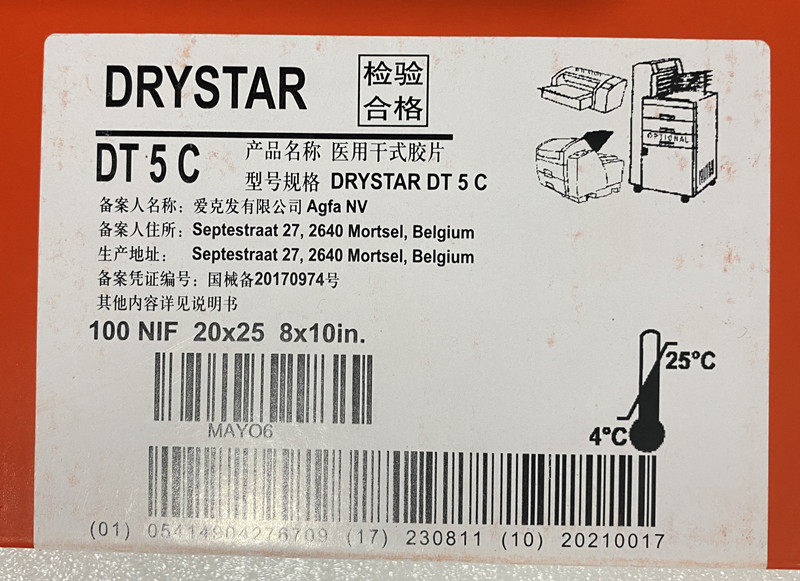 DRYSTAR
检验
合格
DT 5 C
产品名称 医用干式胶片
型号规格 DRYSTAR DT 5 C
备案人名称：爱克发有限公司 Agfa NV
备案人住所：Septestraat 27, 2640 Mortsel, Belgium
生产地址： Septestraat 27, 2640 Mortsel, Belgium
备案凭证编号：国械备20170974号
其他内容详见说明书
100 NIF 20x25 8x10in.
OPTIONAL
25°C
4°C
MAYO6
(01) 05414904276709 (17) 230811 (10) 20210017